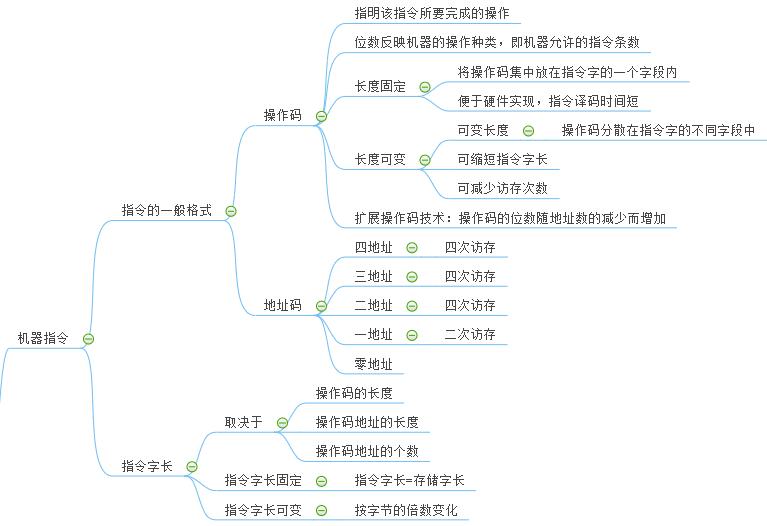 指明该指令所要完成的操作
位数反映机器的操作种类，即机器允许的指令条数
将操作码集中放在指令字的一个字段内
长度固定
便于硬件实现，指令译码时间短
操作码
可变长度
操作码分散在指令字的不同字段中
长度可变
可缩短指令字长
可减少访存次数
指令的一般格式
扩展操作码技术：操作码的位数随地址数的减少而增加
四地址
四次访存
三地址
四次访存
地址码
二地址
四次访存
一地址
二次访存
机器指令
零地址
操作码的长度
取决于
操作码地址的长度
操作码地址的个数
指令字长
指令字长固定
指令字长=存储字长
指令字长可变
按字节的倍数变化